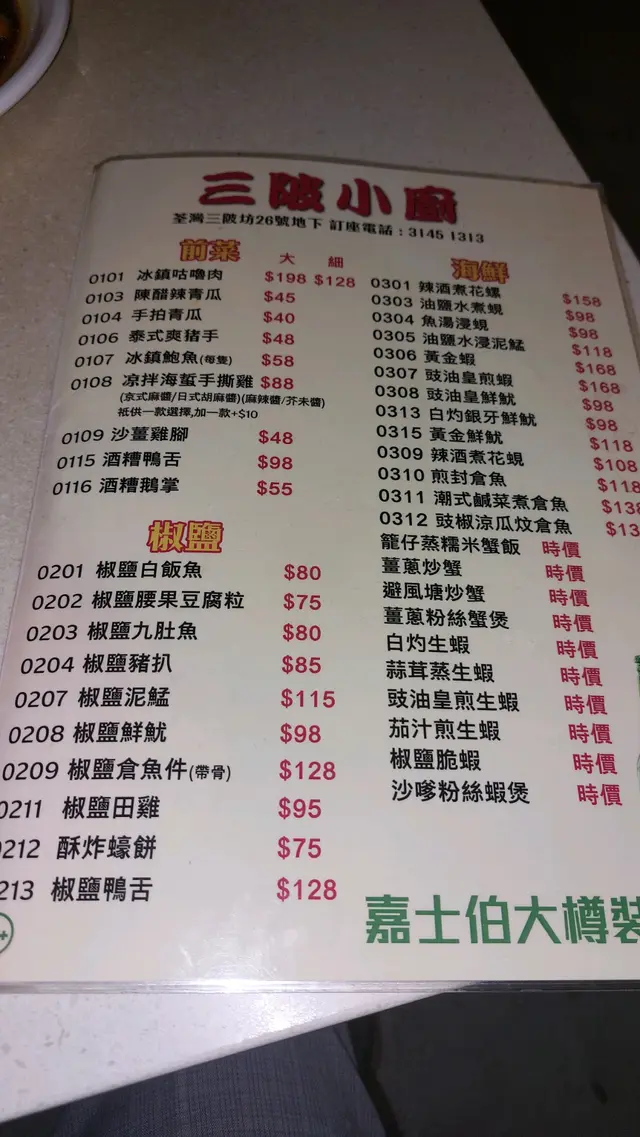 三陂小廚
荃灣三陂坊26號地下 訂座電話：3145 1313
前菜
大 細
0101 冰鎮咕嚕肉 $198 $128
0103 陳醋辣青瓜 $45
0104 手拍青瓜 $40
0106 泰式爽豬手 $48
0107 冰鎮鮑魚(每隻) $58
0108 凉拌海蜇手撕雞 $88
(京式麻醬/日式胡麻醬)(麻辣醬/芥末醬)
祗供一款選擇,加一款+$10
0109 沙薑雞腳 $48
0115 酒糟鴨舌 $98
0116 酒糟鵝掌 $55
椒鹽
0201 椒鹽白飯魚 $80
0202 椒鹽腰果豆腐粒 $75
0203 椒鹽九肚魚 $80
0204 椒鹽豬扒 $85
0207 椒鹽泥鯭 $115
0208 椒鹽鮮魷 $98
0209 椒鹽倉魚件(帶骨) $128
0211 椒鹽田雞 $95
0212 酥炸蠔餅 $75
213 椒鹽鴨舌 $128
海鮮
0301 辣酒煮花螺 $158
0303 油鹽水煮蜆 $98
0304 魚湯浸蜆 $98
0305 油鹽水浸泥鯭 $118
0306 黃金蝦 $168
0307 豉油皇煎蝦 $168
0308 豉油皇鮮魷 $98
0313 白灼銀牙鮮魷 $98
0315 黃金鮮魷 $118
0309 辣酒煮花蜆 $108
0310 煎封倉魚 $118
0311 潮式鹹菜煮倉魚 $138
0312 豉椒涼瓜炆倉魚 $13
籠仔蒸糯米蟹飯 時價
薑蔥炒蟹 時價
避風塘炒蟹 時價
薑蔥粉絲蟹煲 時價
白灼生蝦 時價
蒜茸蒸生蝦 時價
豉油皇煎生蝦 時價
茄汁煎生蝦 時價
椒鹽脆蝦 時價
沙嗲粉絲蝦煲 時價
嘉士伯大樽裝